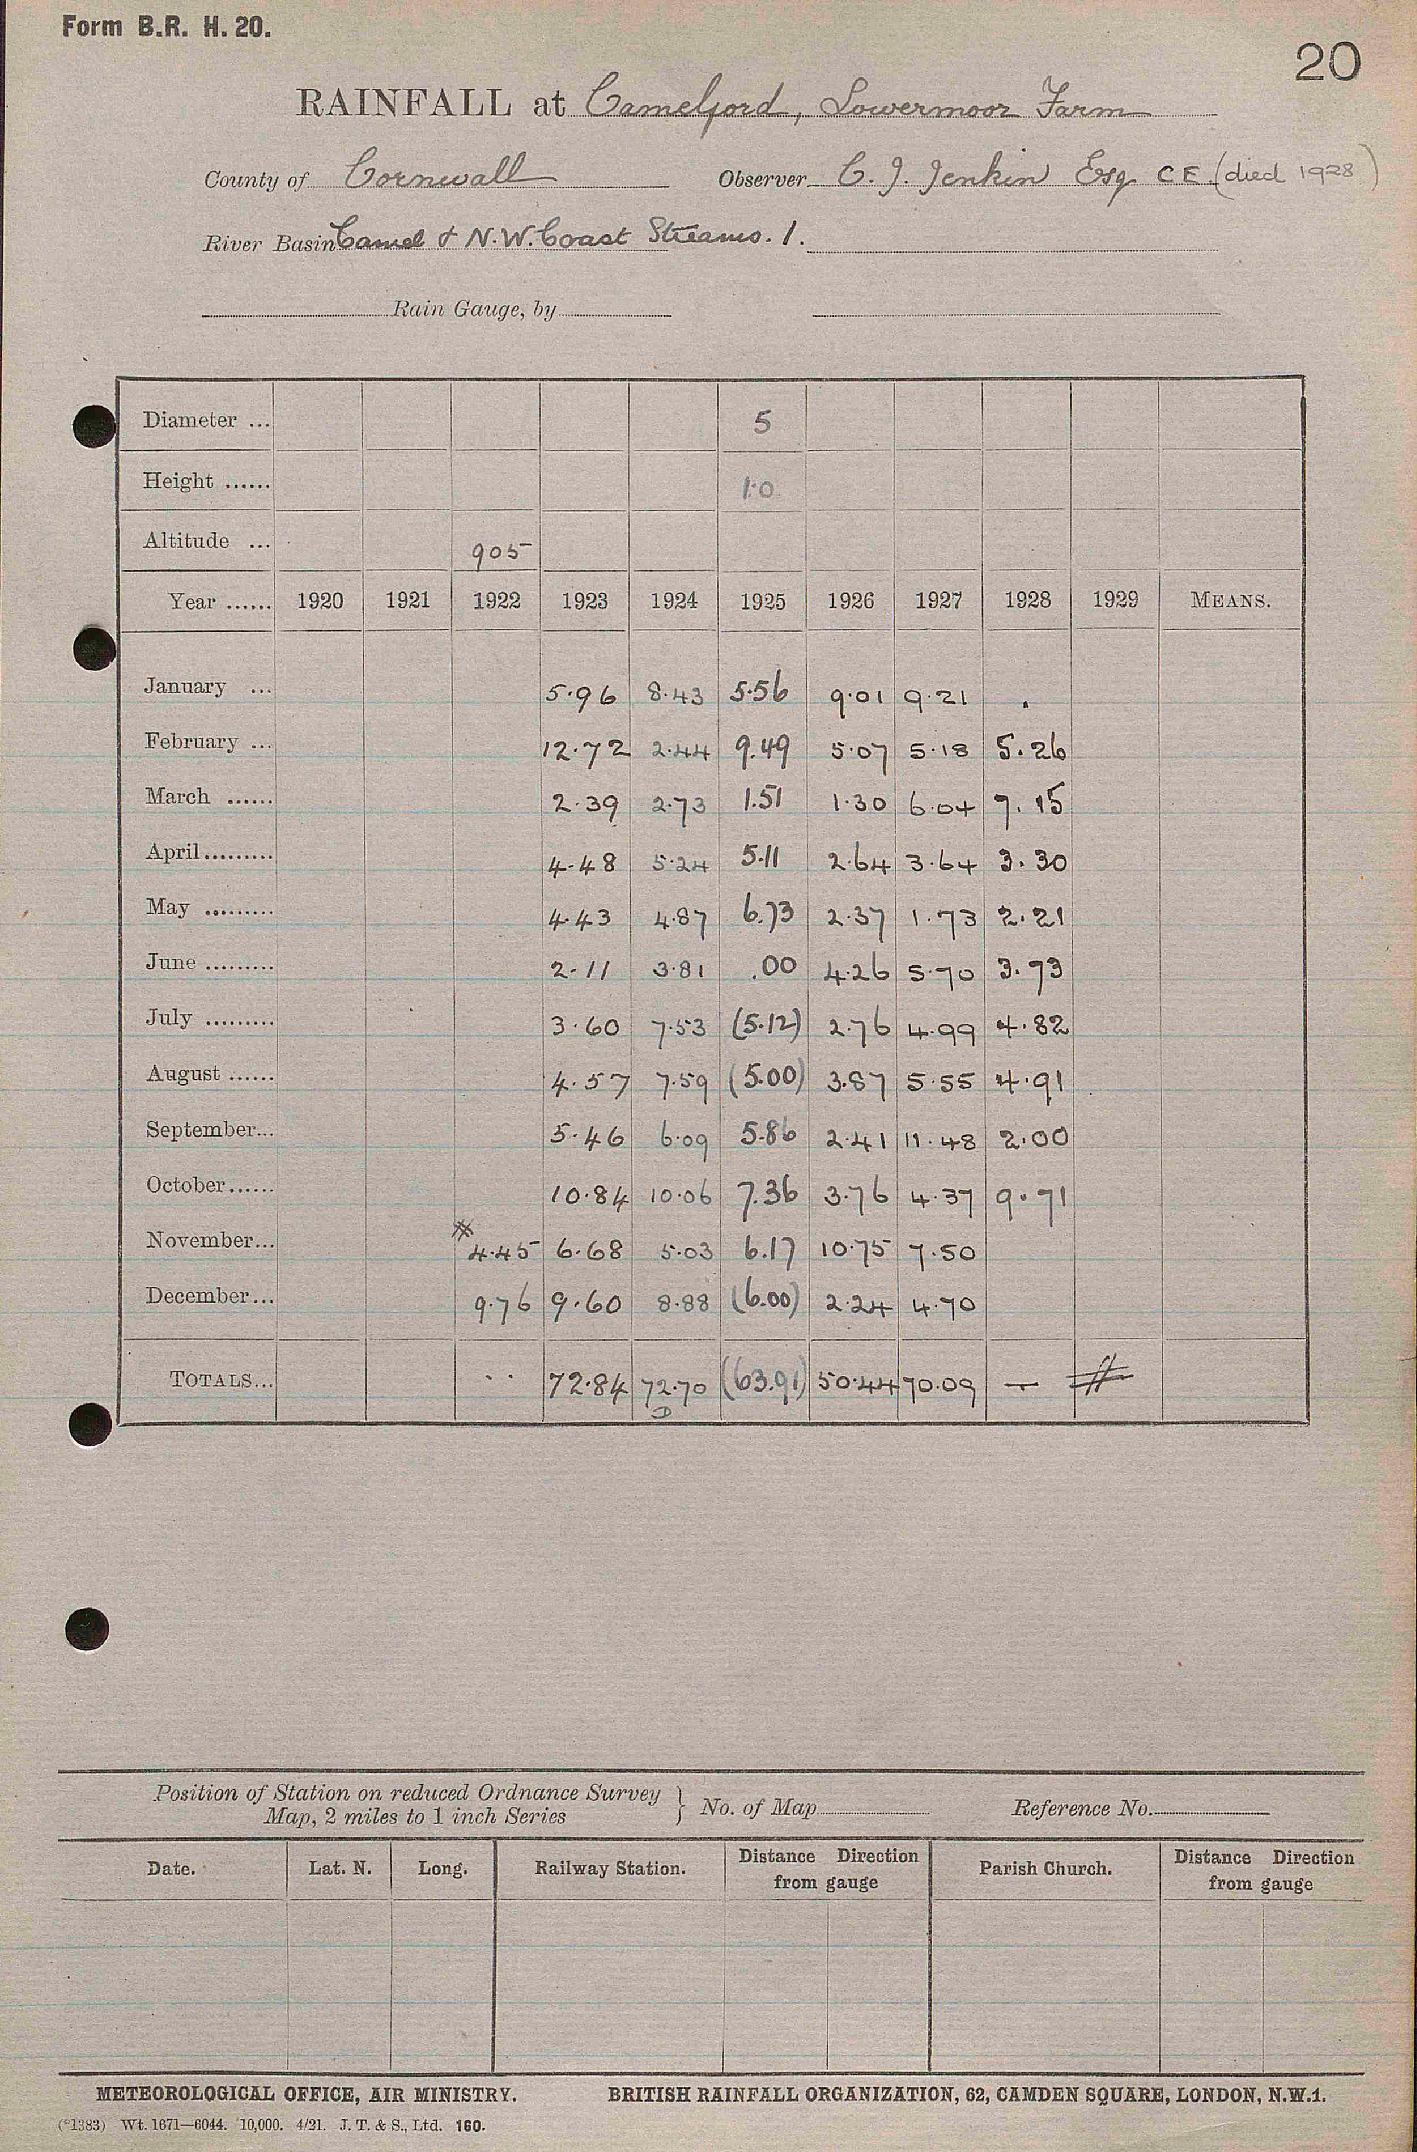 Form B.R. H. 20.
20
RAINFALL at Camelford, Lowermoor Farm
County of Cornwall Observer C. J. Jenkin Esq C E (died 1928)
River Basin Camel & N.W. Coast Streams. 1.
Rain Gauge, by
Diameter ... 5
Height ...... 1.0
Altitude ... 905
Year ...... 1920 1921 1922 1923 1924 1925 1926 1927 1928 1929 MEANS.
January ... 5.96 8.43 5.56 9.01 9.21 .
February ... 12.72 2.44 9.49 5.07 5.18 5.26
March ...... 2.39 2.73 1.51 1.30 6.04 7.15
April ......... 4.48 5.24 5.11 2.64 3.64 3.30
May ......... 4.43 4.87 6.73 2.37 1.73 2.21
June ......... 2.11 3.81 .00 4.26 5.70 3.73
July ......... 3.60 7.53 (5.12) 2.76 4.99 4.82
August ...... 4.57 7.59 (5.00) 3.87 5.55 4.91
September... 5.46 6.09 5.86 2.41 11.48 2.00
October...... 10.84 10.06 7.36 3.76 4.37 9.71
November... 4.45 6.68 5.03 6.17 10.75 7.50
December... 9.76 9.60 8.88 (6.00) 2.24 4.70
TOTALS... .. 72.84 72.70 (63.91) 50.44 70.09 —
Position of Station on reduced Ordnance Survey
Map, 2 miles to 1 inch Series } No. of Map Reference No.
Date. Lat. N. Long. Railway Station. Distance Direction from gauge Parish Church. Distance Direction from gauge
METEOROLOGICAL OFFICE, AIR MINISTRY. BRITISH RAINFALL ORGANIZATION, 62, CAMDEN SQUARE, LONDON, N.W.1.
(*1383) Wt. 1671—6044. 10,000. 4/21. J. T. & S., Ltd. 160.